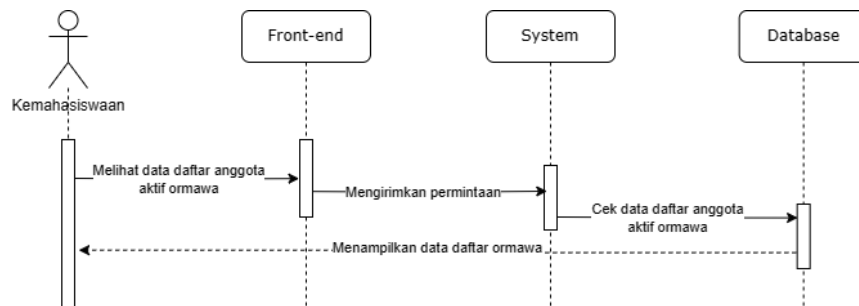 Front-end
System
Database
Kemahasiswaan
Melihat data daftar anggota
aktif ormawa
Mengirimkan permintaan
Cek data daftar anggota
aktif ormawa
Menampilkan data daftar ormawa